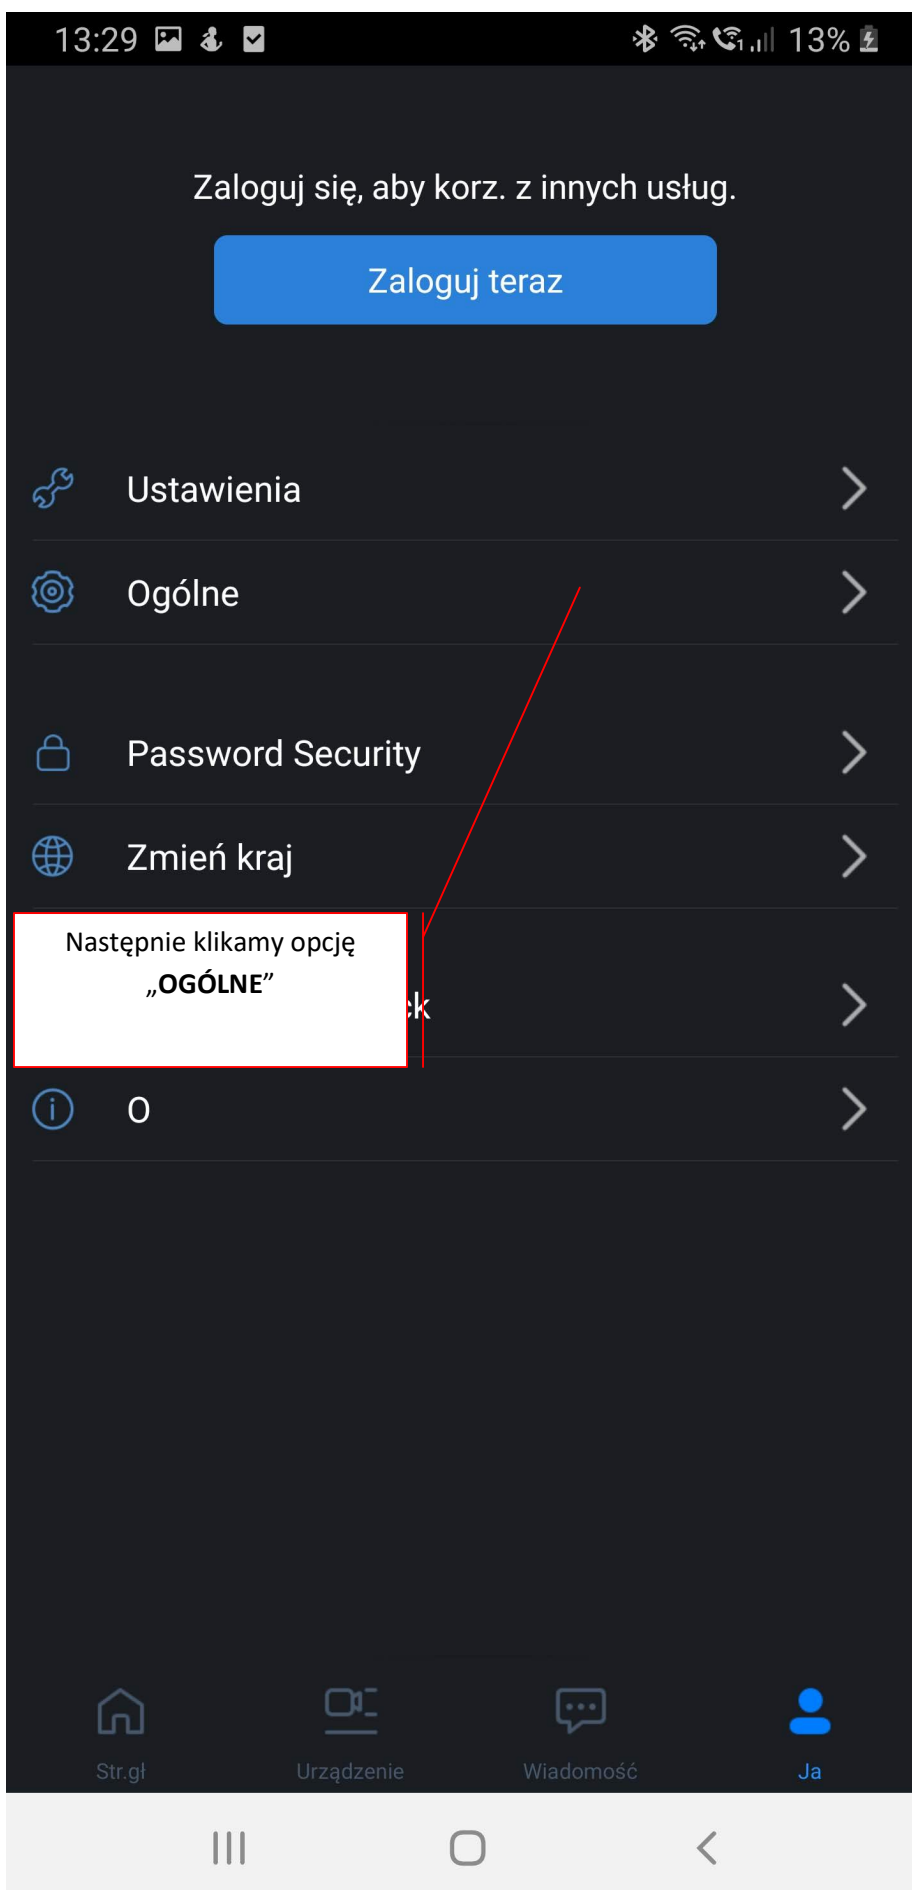 13:29 1 13%
Zaloguj się, aby korz. z innych usług.
Zaloguj teraz
Ustawienia
Ogólne
Password Security
Zmień kraj
Następnie klikamy opcję
„OGÓLNE”
O
Str.gł Urządzenie Wiadomość Ja